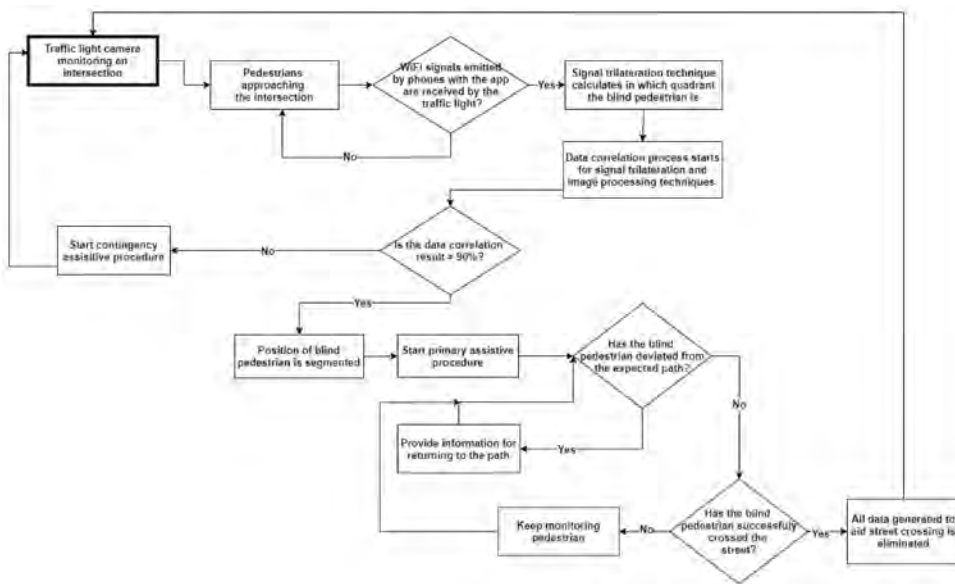 Traffic light camera
monitoring an
intersection
Pedestrians
approaching
the intersection
WiFi signals emitted
by phones with the app
are received by the
traffic light?
Yes
Signal trilateration technique
calculates in which quadrant
the blind pedestrian is
No
Data correlation process starts
for signal trilateration and
image processing techniques
Is the data correlation
result > 90%?
No
Start contingency
assisitive procedure
Yes
Position of blind
pedestrian is segmented
Start primary assistive
procedure
Has the blind
pedestrian deviated from
the expected path?
No
Yes
Provide information for
returning to the path
Has the blind
pedestrian successfuly
crossed the
street?
No
Keep monitoring
pedestrian
Yes
All data generated to
aid street crossing is
eliminated